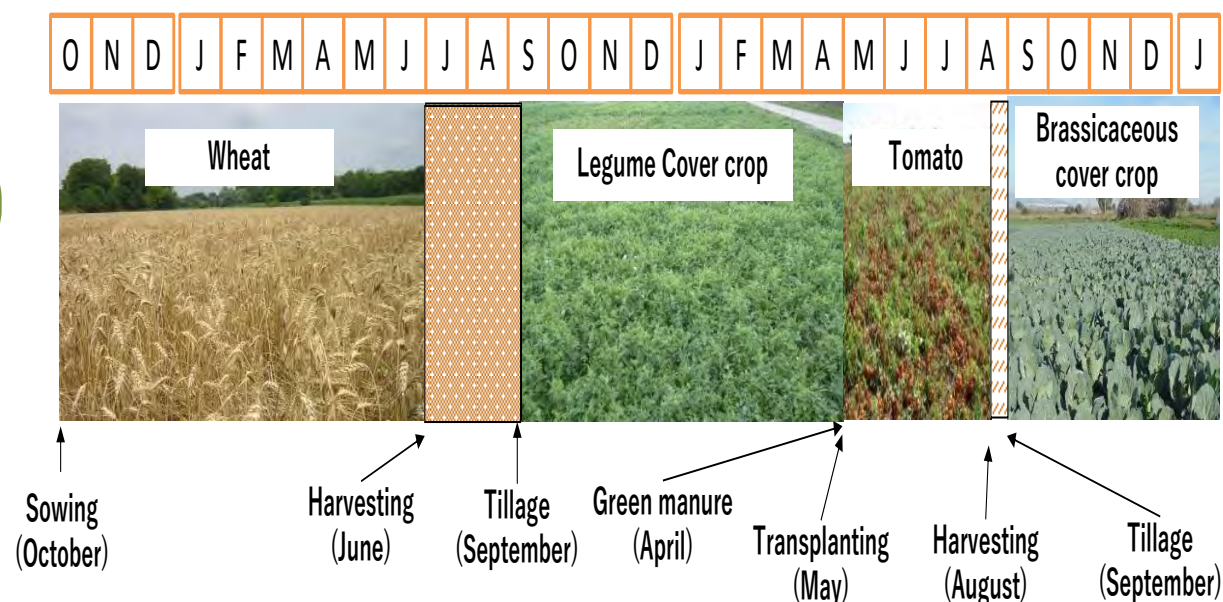 O N D J F M A M J J A S O N D J F M A M J J A S O N D J
Wheat
Legume Cover crop
Tomato
Brassicaceous
cover crop
Sowing
(October)
Harvesting
(June)
Tillage
(September)
Green manure
(April)
Transplanting
(May)
Harvesting
(August)
Tillage
(September)